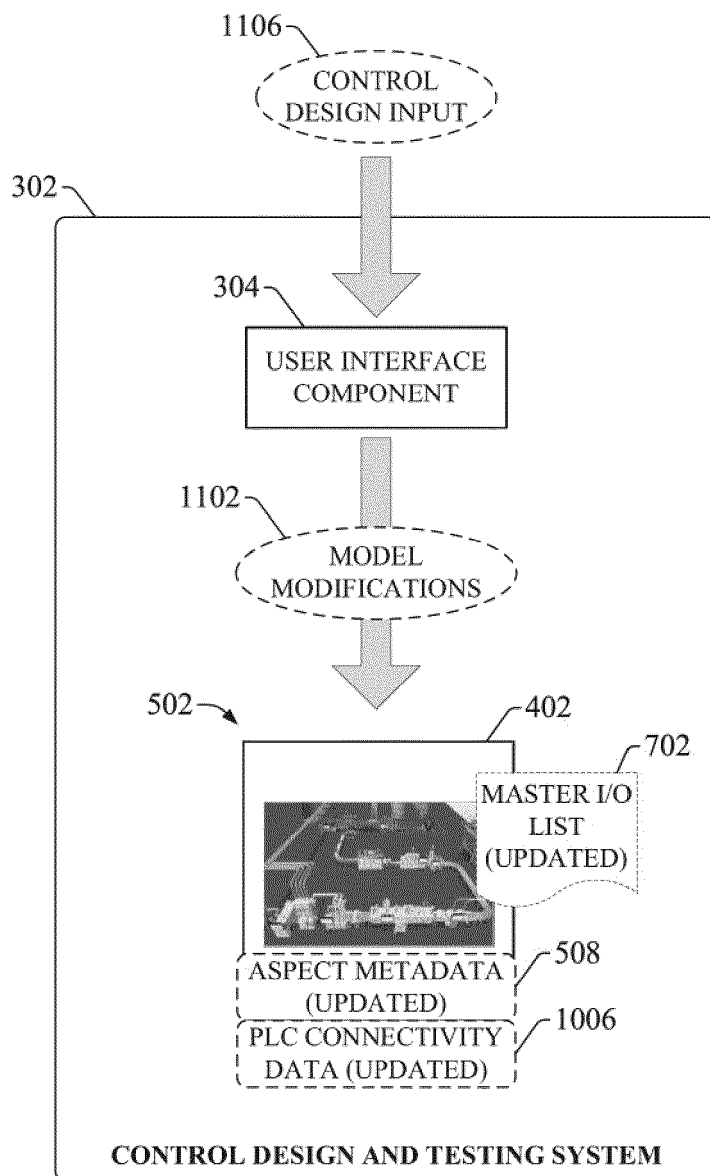 1106
CONTROL
DESIGN INPUT
302
304
USER INTERFACE
COMPONENT
1102
MODEL
MODIFICATIONS
502
402
702
MASTER I/O
LIST
(UPDATED)
ASPECT METADATA
(UPDATED)
508
PLC CONNECTIVITY
DATA (UPDATED)
1006
CONTROL DESIGN AND TESTING SYSTEM